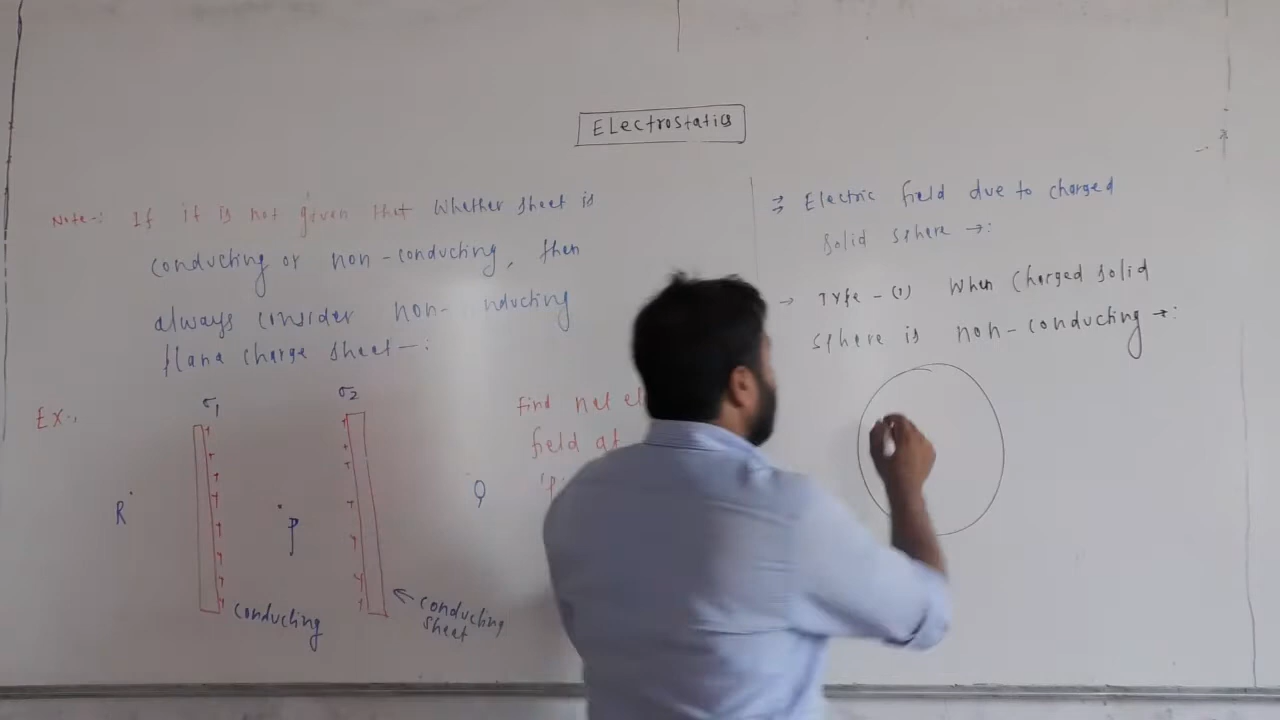 ELectrostatics
Note-: If it is not given that whether sheet is
conducting or non-conducting, then
always consider non-  nducting
plana charge sheet-:
Ex.,
σ1
σ2
R
P
Q
conducting
conducting
sheet
find net el
field at
'P
⇒ Electric field due to charged
solid sphere →:
→ Type-(1) When charged solid
sphere is non-conducting →: